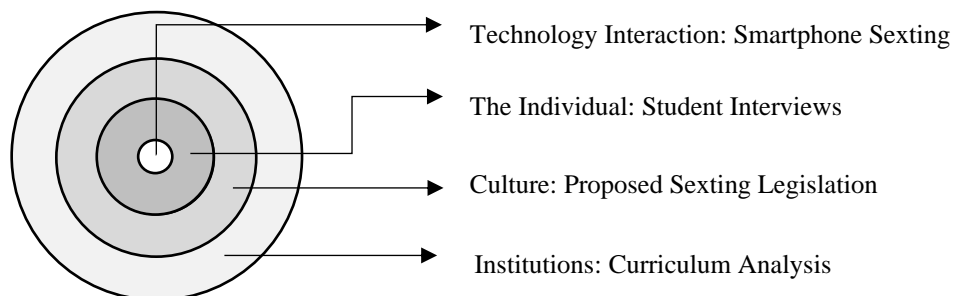 Technology Interaction: Smartphone Sexting
The Individual: Student Interviews
Culture: Proposed Sexting Legislation
Institutions: Curriculum Analysis